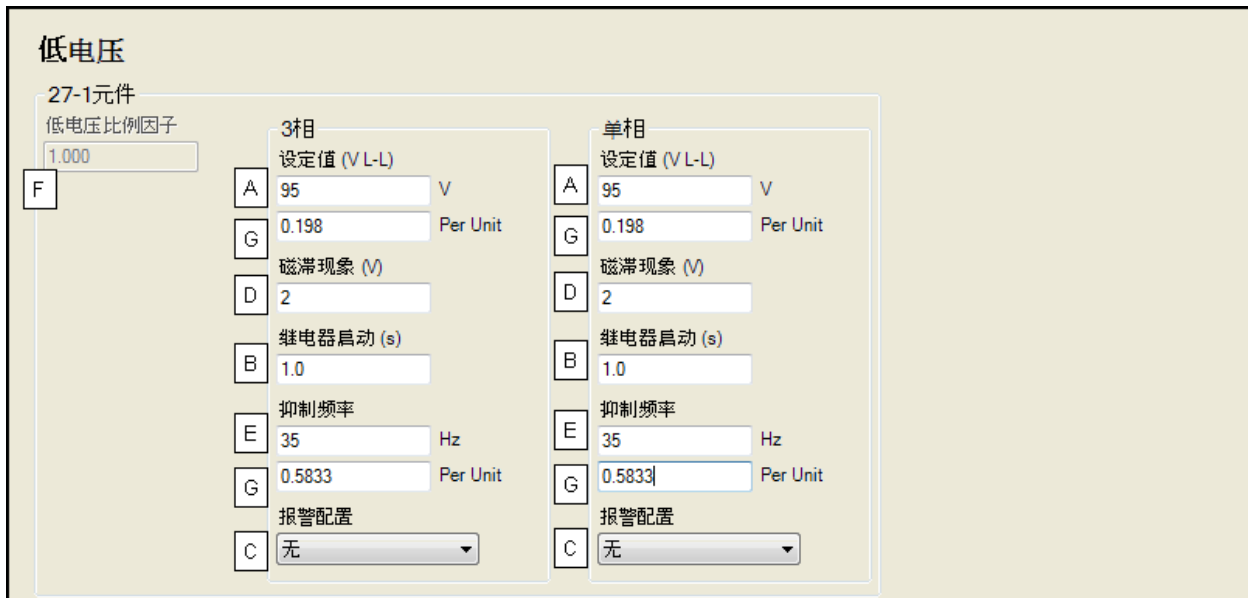 低电压
27-1元件
低电压比例因子
1.000
F
3相
设定值 (V L-L)
A 95 V
G 0.198 Per Unit
磁滞现象 (V)
D 2
继电器启动 (s)
B 1.0
抑制频率
E 35 Hz
G 0.5833 Per Unit
报警配置
C 无
单相
设定值 (V L-L)
A 95 V
G 0.198 Per Unit
磁滞现象 (V)
D 2
继电器启动 (s)
B 1.0
抑制频率
E 35 Hz
G 0.5833 Per Unit
报警配置
C 无